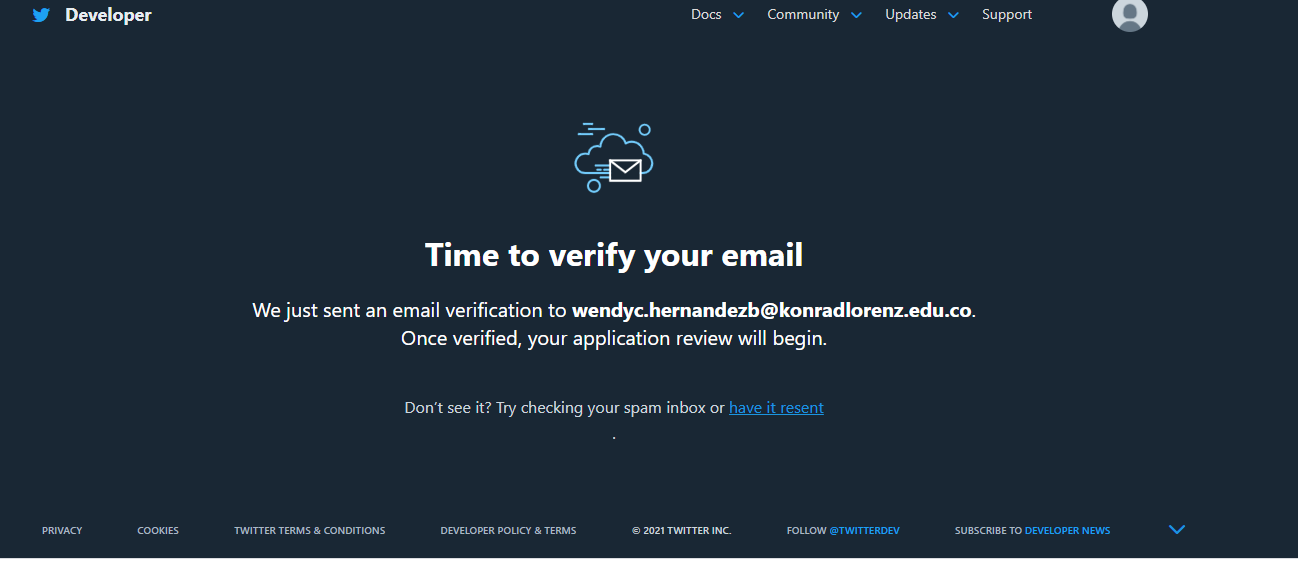 Developer
Docs Community Updates Support
Time to verify your email
We just sent an email verification to wendyc.hernandezb@konradlorenz.edu.co.
Once verified, your application review will begin.
Don't see it? Try checking your spam inbox or have it resent
.
PRIVACY COOKIES TWITTER TERMS & CONDITIONS DEVELOPER POLICY & TERMS © 2021 TWITTER INC. FOLLOW @TWITTERDEV SUBSCRIBE TO DEVELOPER NEWS